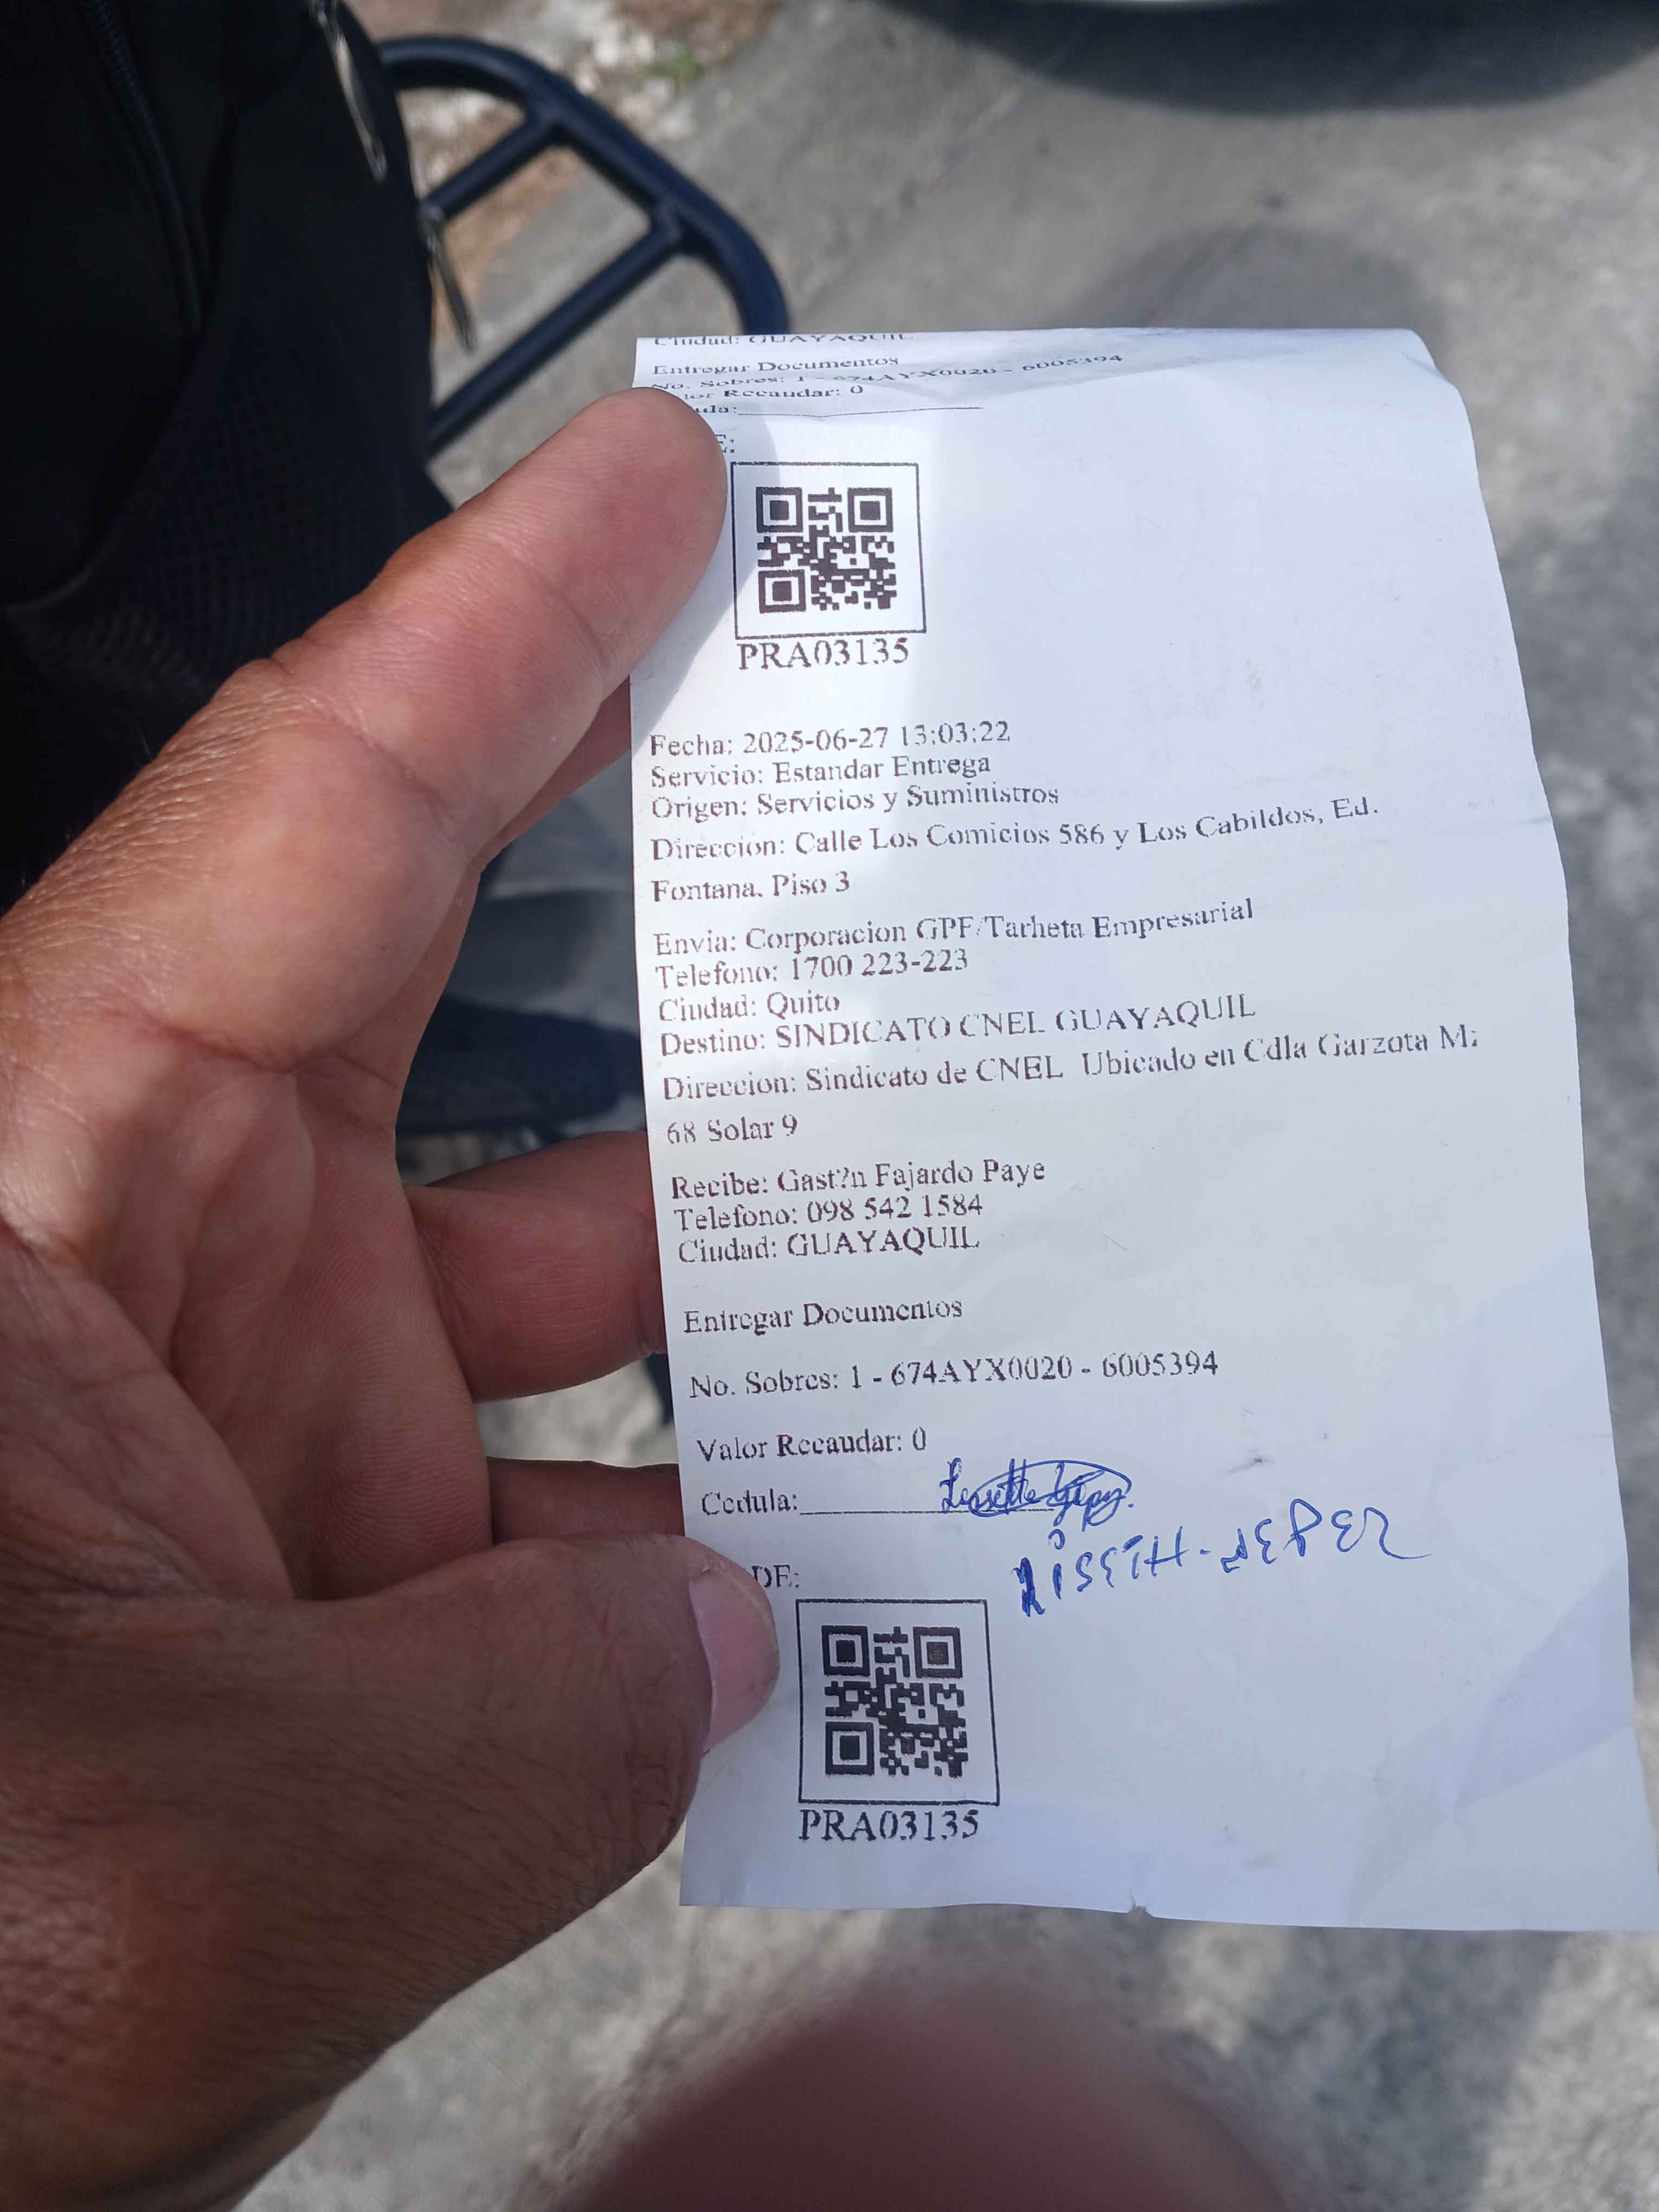 Ciudad: GUAYAQUIL
Entregar Documentos
No. Sobres: 1 - 674AYX0020 - 6005394
lor Recaudar: 0
ula:
E:
PRA03135
Fecha: 2025-06-27 13:03:22
Servicio: Estandar Entrega
Origen: Servicios y Suministros
Direccion: Calle Los Comicios 586 y Los Cabildos, Ed.
Fontana. Piso 3
Envia: Corporacion GPF/Tarheta Empresarial
Telefono: 1700 223-223
Ciudad: Quito
Destino: SINDICATO CNEL GUAYAQUIL
Direccion: Sindicato de CNEL Ubicado en Cdla Garzota Mz
68 Solar 9
Recibe: Gast?n Fajardo Paye
Telefono: 098 542 1584
Ciudad: GUAYAQUIL
Entregar Documentos
No. Sobres: 1 - 674AYX0020 - 6005394
Valor Recaudar: 0
Cedula:
DE:
PRA03135